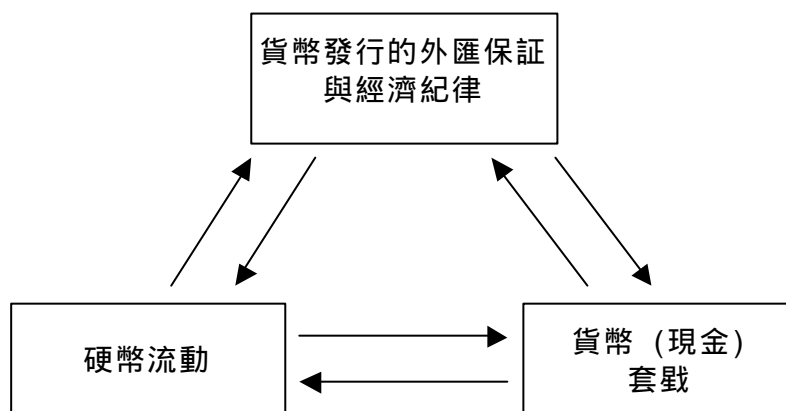 貨幣發行的外匯保証
與經濟紀律
硬幣流動
貨幣 (現金)
套戥